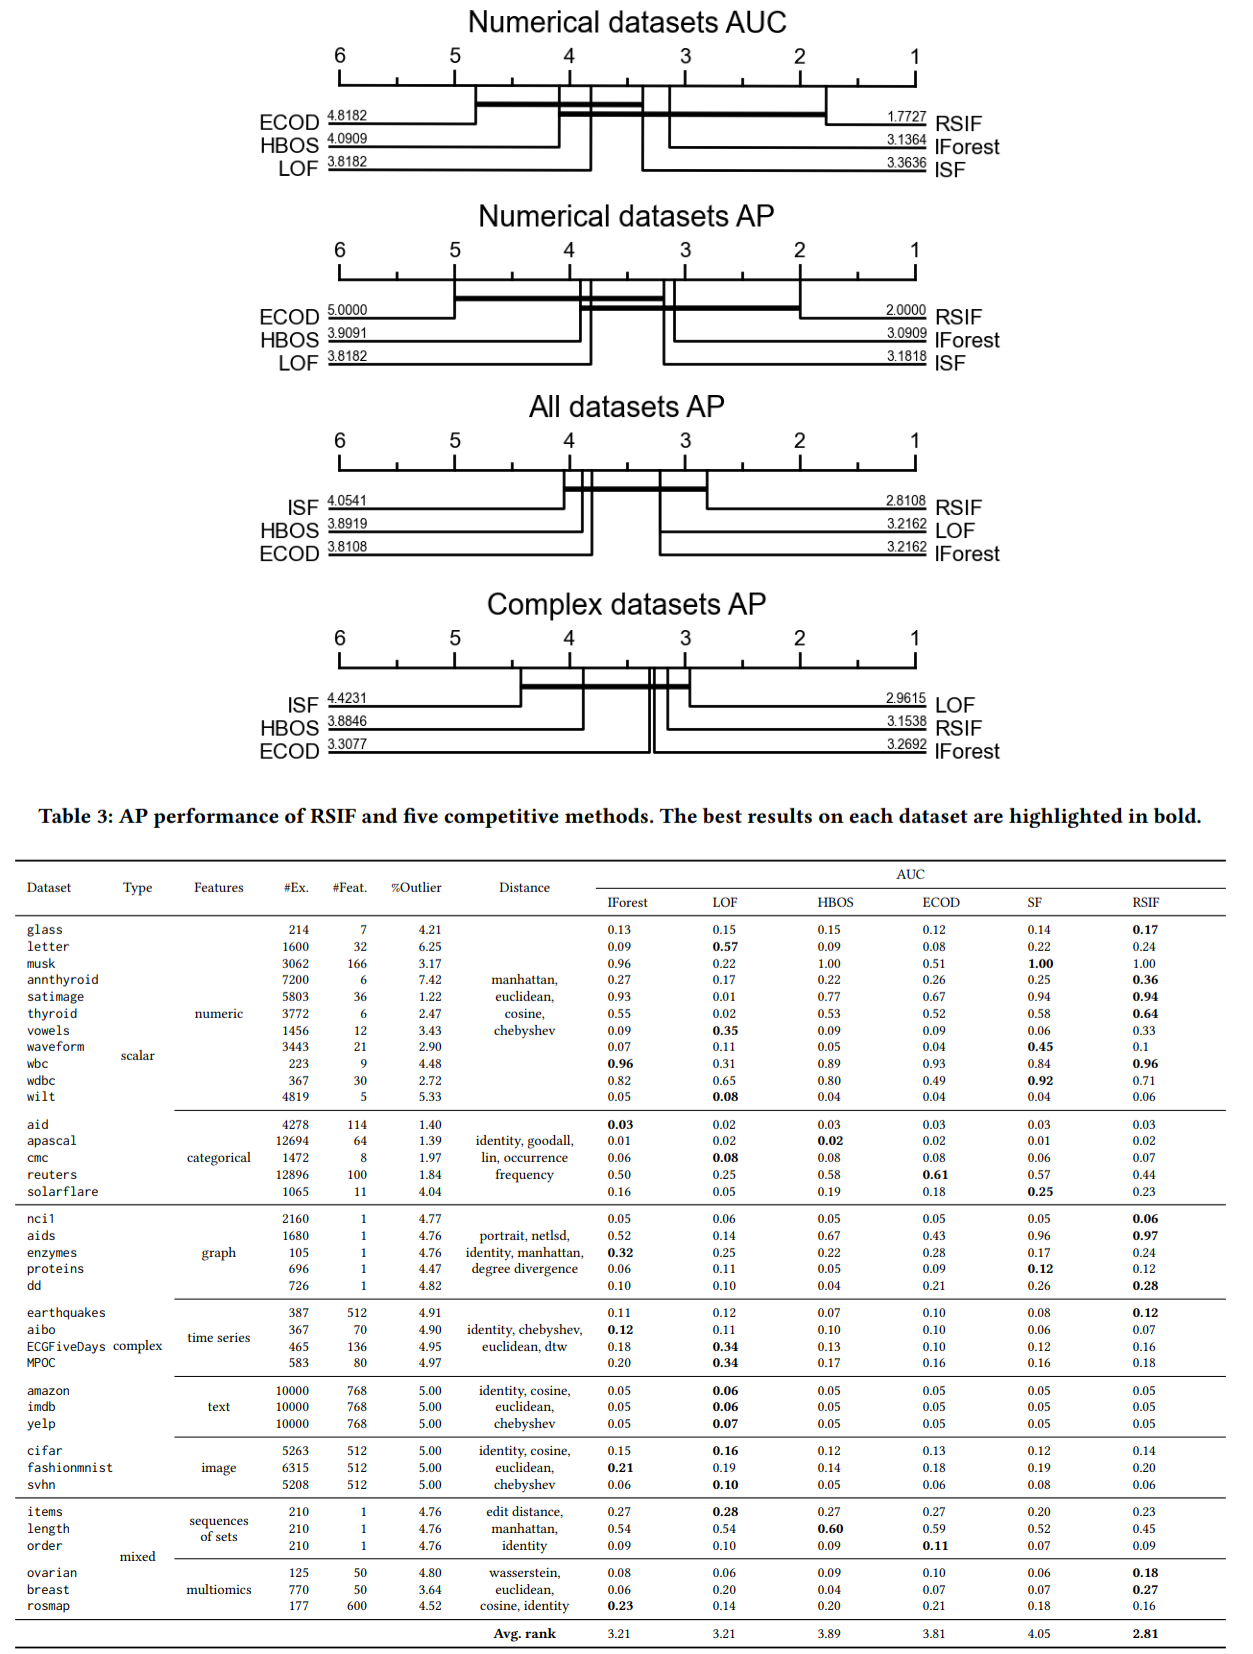 Numerical datasets AUC
6 5 4 3 2 1
ECOD 4.8182 1.7727 RSIF
HBOS 4.0909 3.1364 IForest
LOF 3.8182 3.3636 ISF
Numerical datasets AP
6 5 4 3 2 1
ECOD 5.0000 2.0000 RSIF
HBOS 3.9091 3.0909 IForest
LOF 3.8182 3.1818 ISF
All datasets AP
6 5 4 3 2 1
ISF 4.0541 2.8108 RSIF
HBOS 3.8919 3.2162 LOF
ECOD 3.8108 3.2162 IForest
Complex datasets AP
6 5 4 3 2 1
ISF 4.4231 2.9615 LOF
HBOS 3.8846 3.1538 RSIF
ECOD 3.3077 3.2692 IForest
Table 3: AP performance of RSIF and five competitive methods. The best results on each dataset are highlighted in bold.
AUC
Dataset Type Features #Ex. #Feat. %Outlier Distance
IForest LOF HBOS ECOD SF RSIF
glass 214 7 4.21 0.13 0.15 0.15 0.12 0.14 0.17
letter 1600 32 6.25 0.09 0.57 0.09 0.08 0.22 0.24
musk 3062 166 3.17 0.96 0.22 1.00 0.51 1.00 1.00
annthyroid 7200 6 7.42 manhattan, 0.27 0.17 0.22 0.26 0.25 0.36
satimage 5803 36 1.22 euclidean, 0.93 0.01 0.77 0.67 0.94 0.94
thyroid numeric 3772 6 2.47 cosine, 0.55 0.02 0.53 0.52 0.58 0.64
vowels 1456 12 3.43 chebyshev 0.09 0.35 0.09 0.09 0.06 0.33
waveform 3443 21 2.90 0.07 0.11 0.05 0.04 0.45 0.1
scalar
wbc 223 9 4.48 0.96 0.31 0.89 0.93 0.84 0.96
wdbc 367 30 2.72 0.82 0.65 0.80 0.49 0.92 0.71
wilt 4819 5 5.33 0.05 0.08 0.04 0.04 0.04 0.06
aid 4278 114 1.40 0.03 0.02 0.03 0.03 0.03 0.03
apascal 12694 64 1.39 identity, goodall, 0.01 0.02 0.02 0.02 0.01 0.02
cmc categorical 1472 8 1.97 lin, occurrence 0.06 0.08 0.08 0.08 0.06 0.07
reuters 12896 100 1.84 frequency 0.50 0.25 0.58 0.61 0.57 0.44
solarflare 1065 11 4.04 0.16 0.05 0.19 0.18 0.25 0.23
nci1 2160 1 4.77 0.05 0.06 0.05 0.05 0.05 0.06
aids 1680 1 4.76 portrait, netlsd, 0.52 0.14 0.67 0.43 0.96 0.97
enzymes graph 105 1 4.76 identity, manhattan, 0.32 0.25 0.22 0.28 0.17 0.24
proteins 696 1 4.47 degree divergence 0.06 0.11 0.05 0.09 0.12 0.12
dd 726 1 4.82 0.10 0.10 0.04 0.21 0.26 0.28
earthquakes 387 512 4.91 0.11 0.12 0.07 0.10 0.08 0.12
aibo 367 70 4.90 identity, chebyshev, 0.12 0.11 0.10 0.10 0.06 0.07
time series
ECGFiveDays complex 465 136 4.95 euclidean, dtw 0.18 0.34 0.13 0.10 0.12 0.16
MPOC 583 80 4.97 0.20 0.34 0.17 0.16 0.16 0.18
amazon 10000 768 5.00 identity, cosine, 0.05 0.06 0.05 0.05 0.05 0.05
imdb text 10000 768 5.00 euclidean, 0.05 0.06 0.05 0.05 0.05 0.05
yelp 10000 768 5.00 chebyshev 0.05 0.07 0.05 0.05 0.05 0.05
cifar 5263 512 5.00 identity, cosine, 0.15 0.16 0.12 0.13 0.12 0.14
fashionmnist image 6315 512 5.00 euclidean, 0.21 0.19 0.14 0.18 0.19 0.20
svhn 5208 512 5.00 chebyshev 0.06 0.10 0.05 0.06 0.08 0.06
items 210 1 4.76 edit distance, 0.27 0.28 0.27 0.27 0.20 0.23
sequences
length 210 1 4.76 manhattan, 0.54 0.54 0.60 0.59 0.52 0.45
of sets
order 210 1 4.76 identity 0.09 0.10 0.09 0.11 0.07 0.09
mixed
ovarian 125 50 4.80 wasserstein, 0.08 0.06 0.09 0.10 0.06 0.18
breast multiomics 770 50 3.64 euclidean, 0.06 0.20 0.04 0.07 0.07 0.27
rosmap 177 600 4.52 cosine, identity 0.23 0.14 0.20 0.21 0.18 0.16
Avg. rank 3.21 3.21 3.89 3.81 4.05 2.81